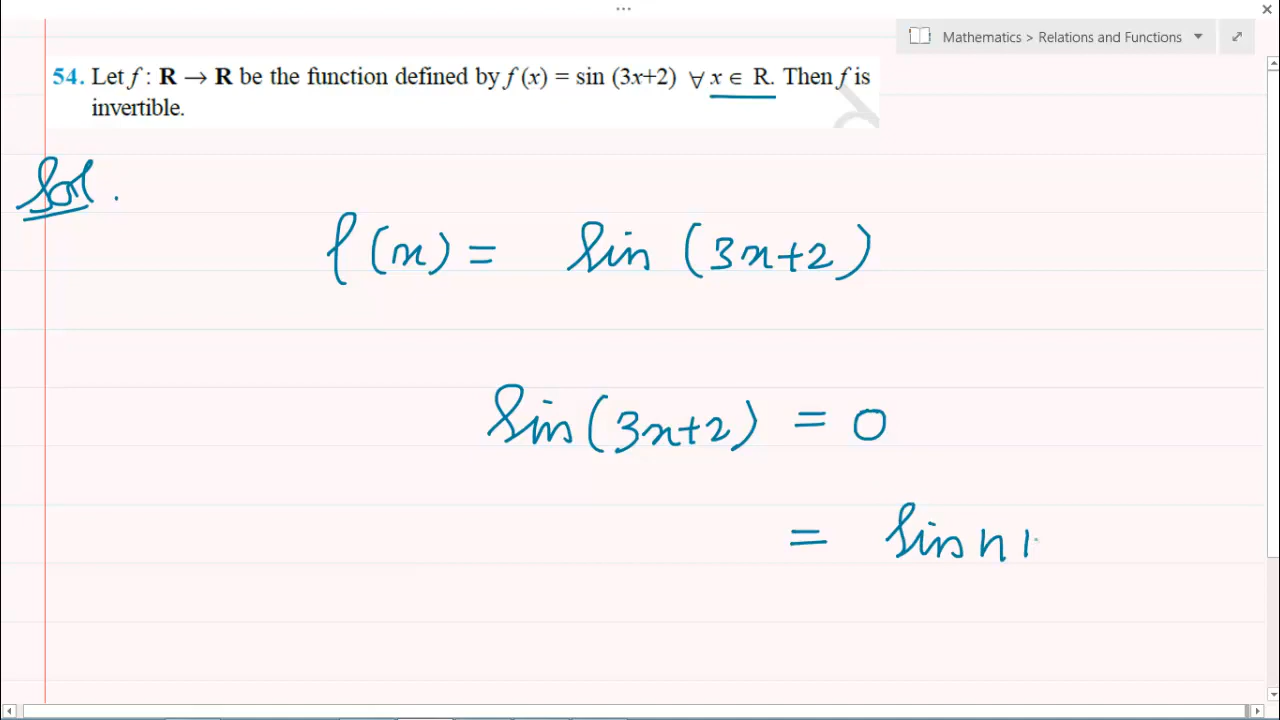 Mathematics > Relations and Functions
54. Let f : R → R be the function defined by f (x) = sin (3x+2) ∀ x ∈ R. Then f is
invertible.
Sol.
f(x) = sin (3x+2)
sin(3x+2) = 0
= sin n